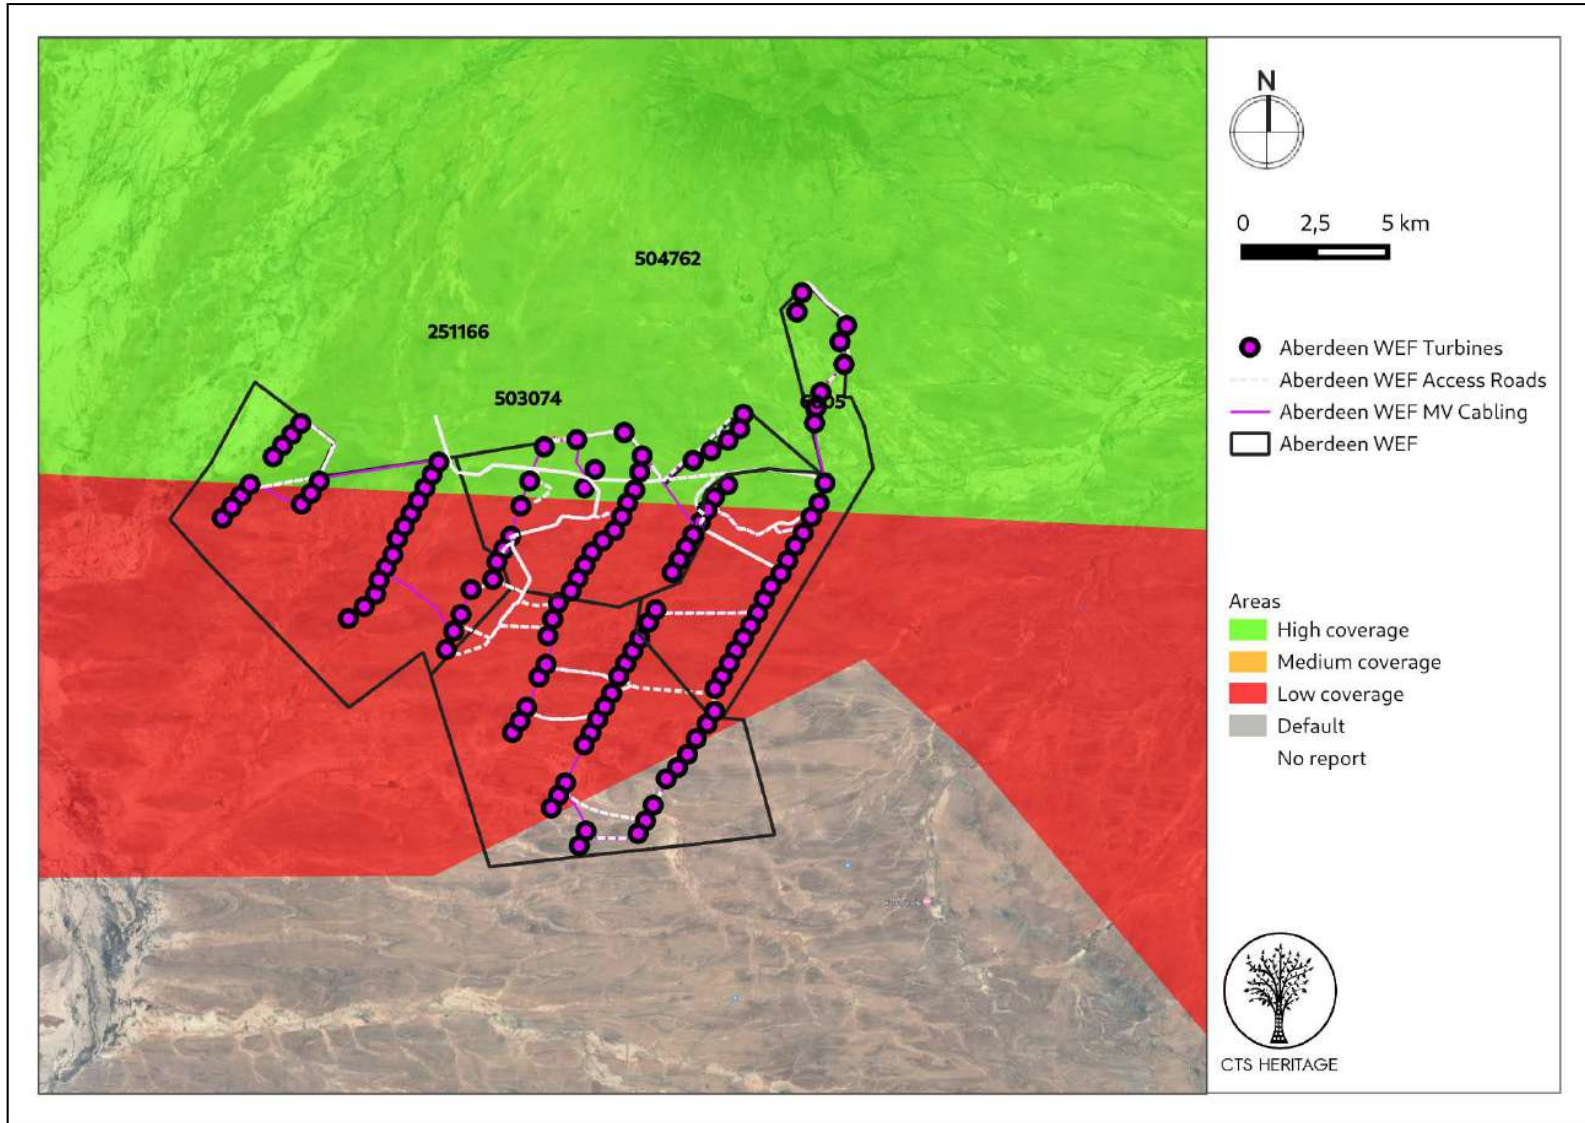 504762
251166
503074
N
0 2,5 5 km
Aberdeen WEF Turbines
Aberdeen WEF Access Roads
Aberdeen WEF MV Cabling
Aberdeen WEF
Areas
High coverage
Medium coverage
Low coverage
Default
No report
CTS HERITAGE